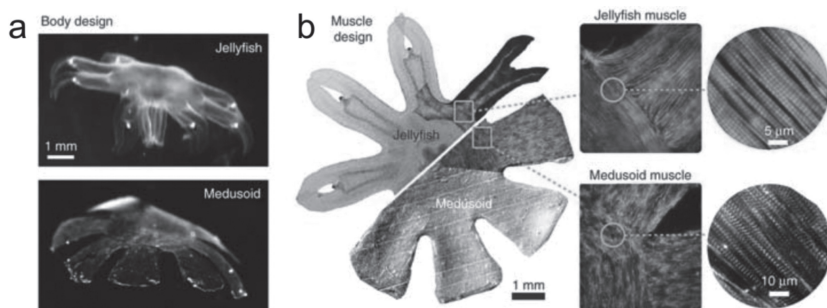 a
Body design
Jellyfish
1 mm
Medusoid
b
Muscle
design
Jellyfish
Medusoid
1 mm
Jellyfish muscle
5 µm
Medusoid muscle
10 µm